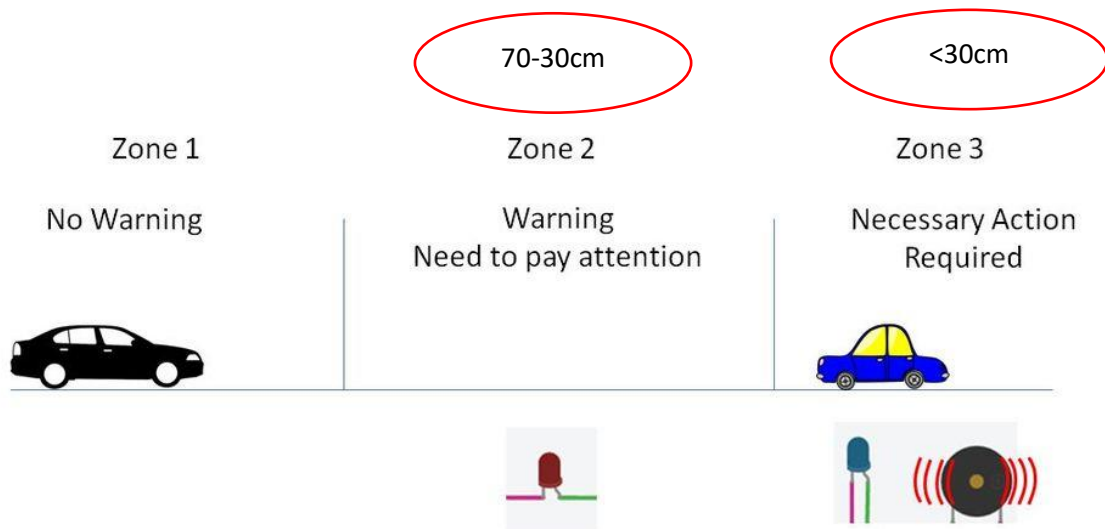 70-30cm
<30cm
Zone 1
Zone 2
Zone 3
No Warning
Warning
Need to pay attention
Necessary Action
Required